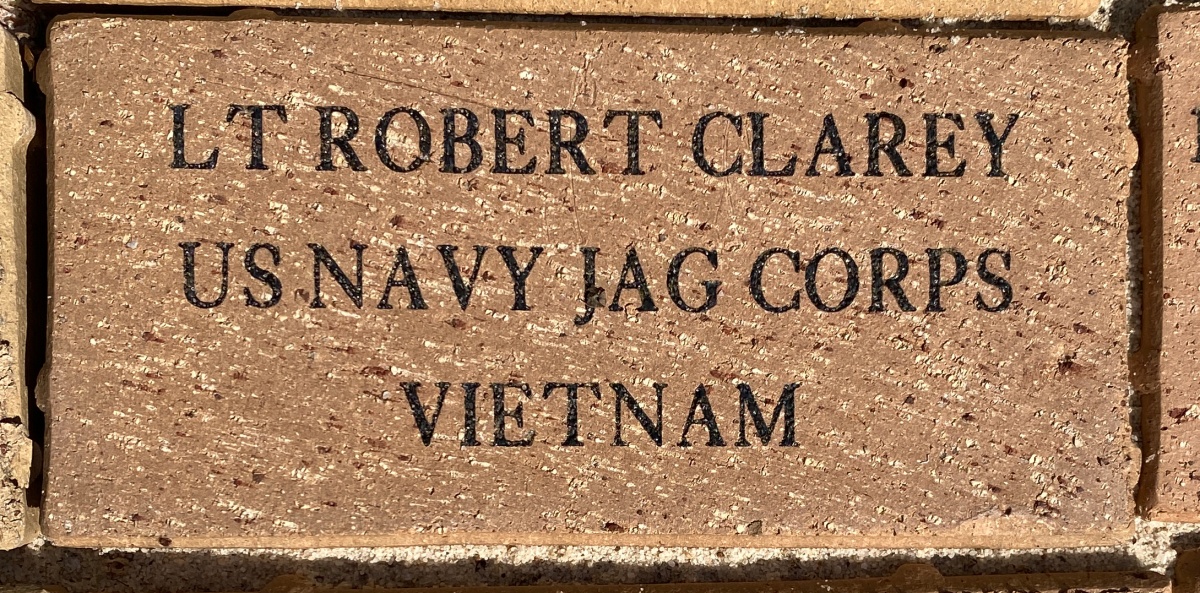 LT ROBERT CLAREY
US NAVY JAG CORPS
VIETNAM